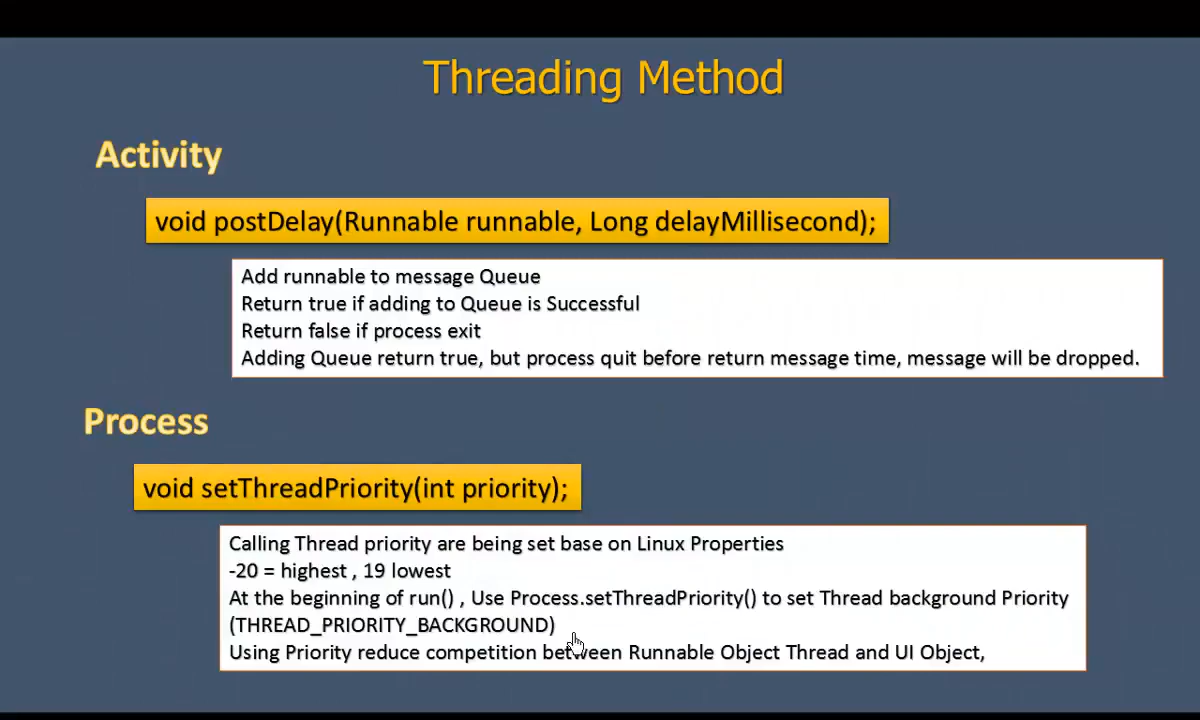 Threading Method
Activity
void postDelay(Runnable runnable, Long delayMillisecond);
Add runnable to message Queue
Return true if adding to Queue is Successful
Return false if process exit
Adding Queue return true, but process quit before return message time, message will be dropped.
Process
void setThreadPriority(int priority);
Calling Thread priority are being set base on Linux Properties
-20 = highest , 19 lowest
At the beginning of run() , Use Process.setThreadPriority() to set Thread background Priority
(THREAD_PRIORITY_BACKGROUND)
Using Priority reduce competition between Runnable Object Thread and UI Object,